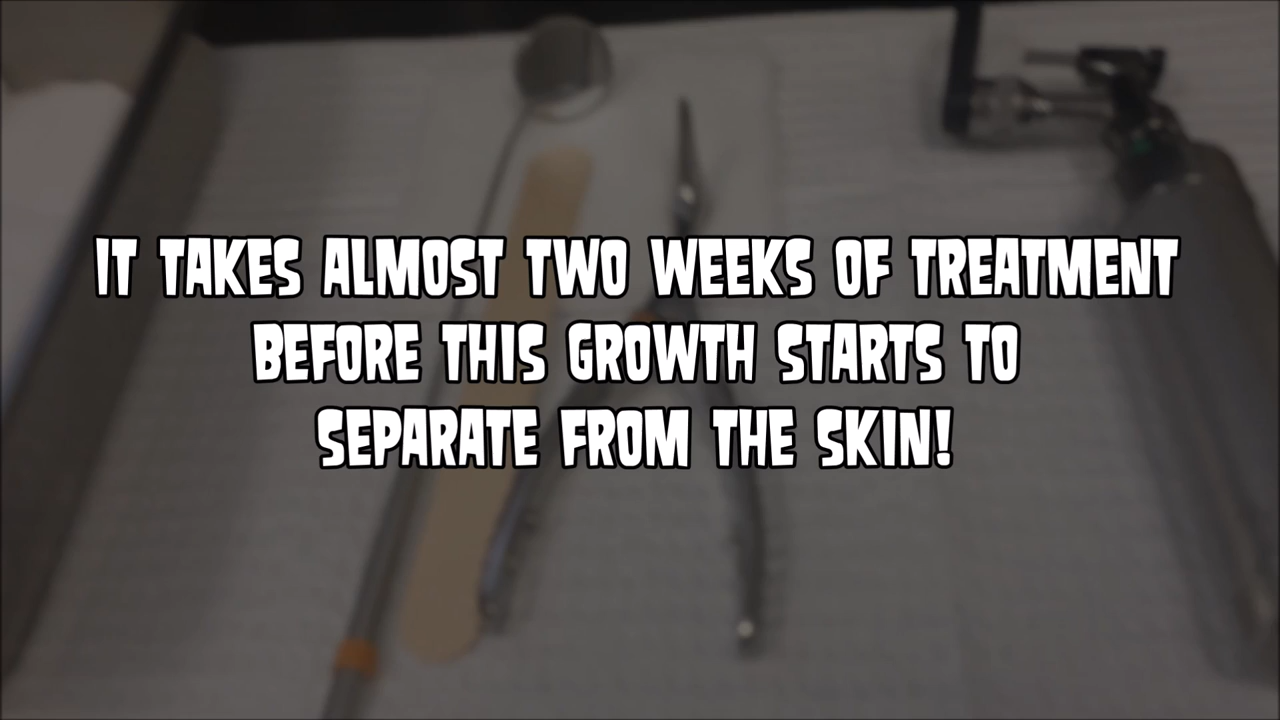 IT TAKES ALMOST TWO WEEKS OF TREATMENT
BEFORE THIS GROWTH STARTS TO
SEPARATE FROM THE SKIN!